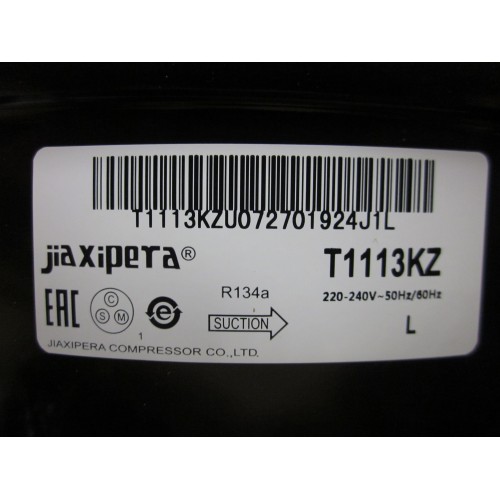 T1113KZU072701924J1L
jiaxipera®
T1113KZ
R134a
220-240V~50Hz/60Hz
EAC
C
S M
1
e
SUCTION
L
JIAXIPERA COMPRESSOR CO.,LTD.